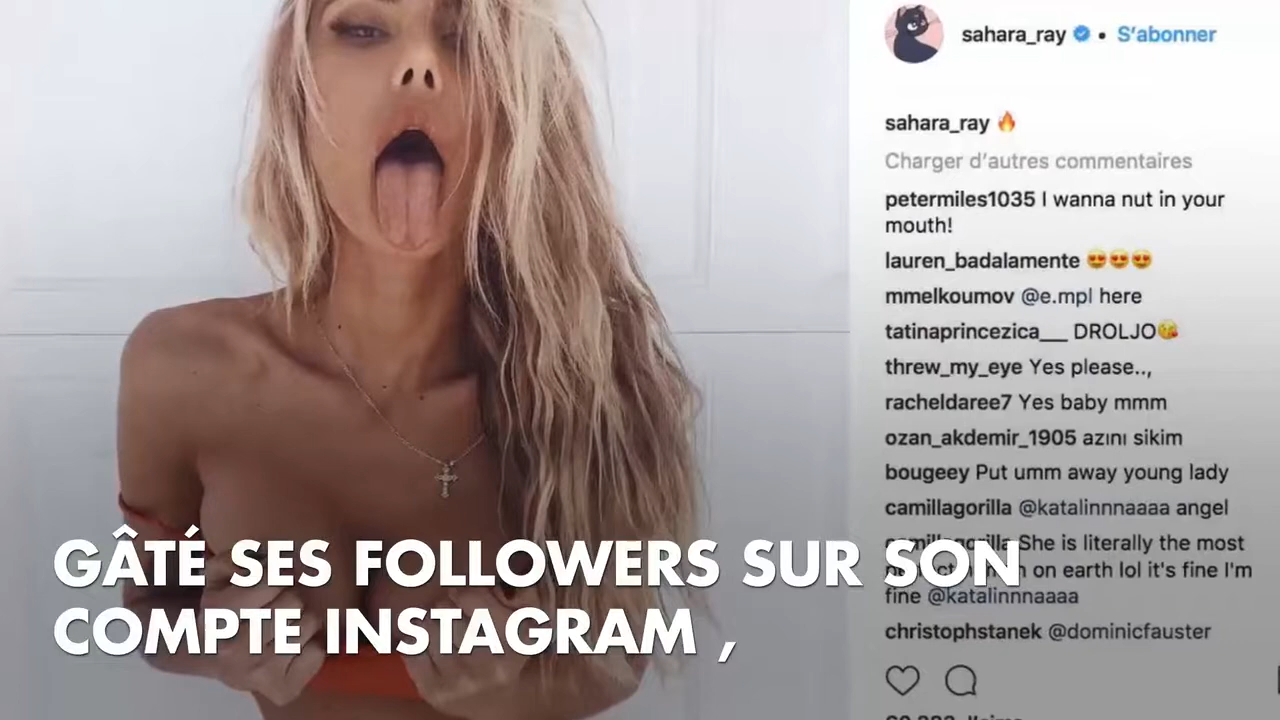 sahara_ray • S'abonner
sahara_ray 🔥
Charger d'autres commentaires
petermiles1035 I wanna nut in your
mouth!
lauren_badalamente 😍😍😍
mmelkoumov @e.mpl here
tatinaprincezica__ DROLJO😘
threw_my_eye Yes please..,
racheldaree7 Yes baby mmm
ozan_akdemir_1905 azını sikim
bougeey Put umm away young lady
camillagorilla @katalinnnaaaa angel
camillagorilla She is literally the most
on earth lol it's fine I'm
fine @katalinnnaaaa
christophstanek @dominicfauster
GÂTÉ SES FOLLOWERS SUR SON
COMPTE INSTAGRAM ,